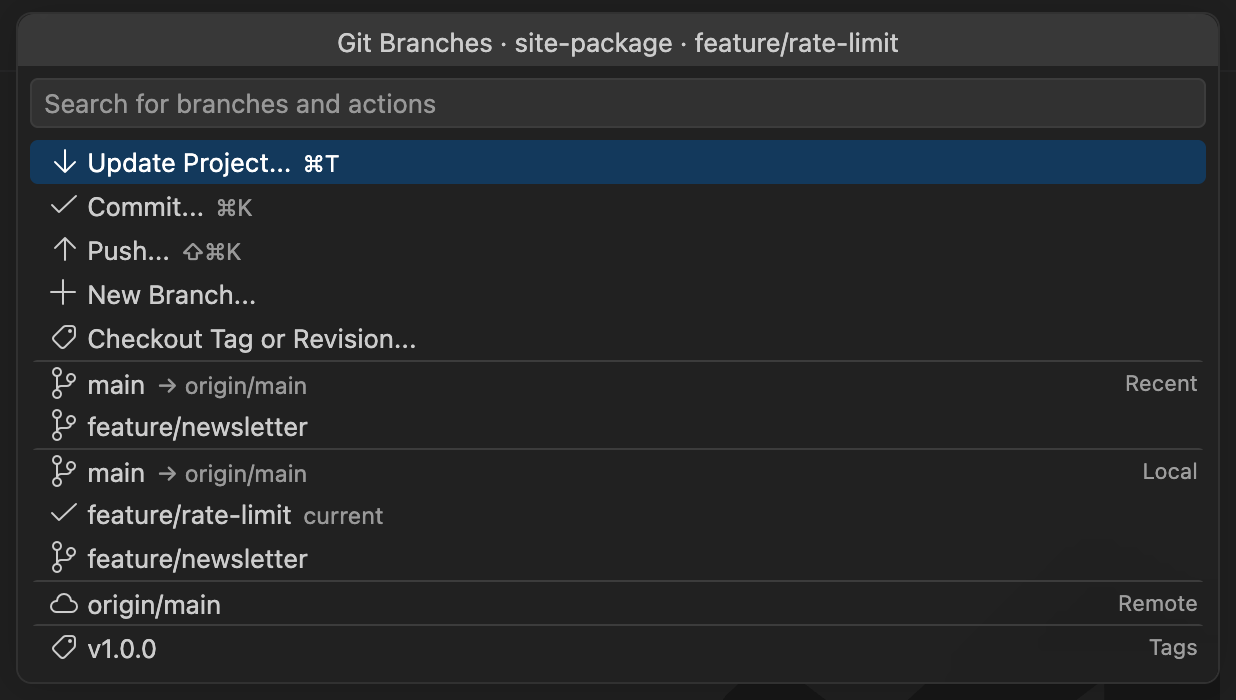 Git Branches · site-package · feature/rate-limit
Search for branches and actions
Update Project... ⌘T
Commit... ⌘K
Push... ⇧⌘K
New Branch...
Checkout Tag or Revision...
main → origin/main Recent
feature/newsletter
main → origin/main Local
feature/rate-limit current
feature/newsletter
origin/main Remote
v1.0.0 Tags